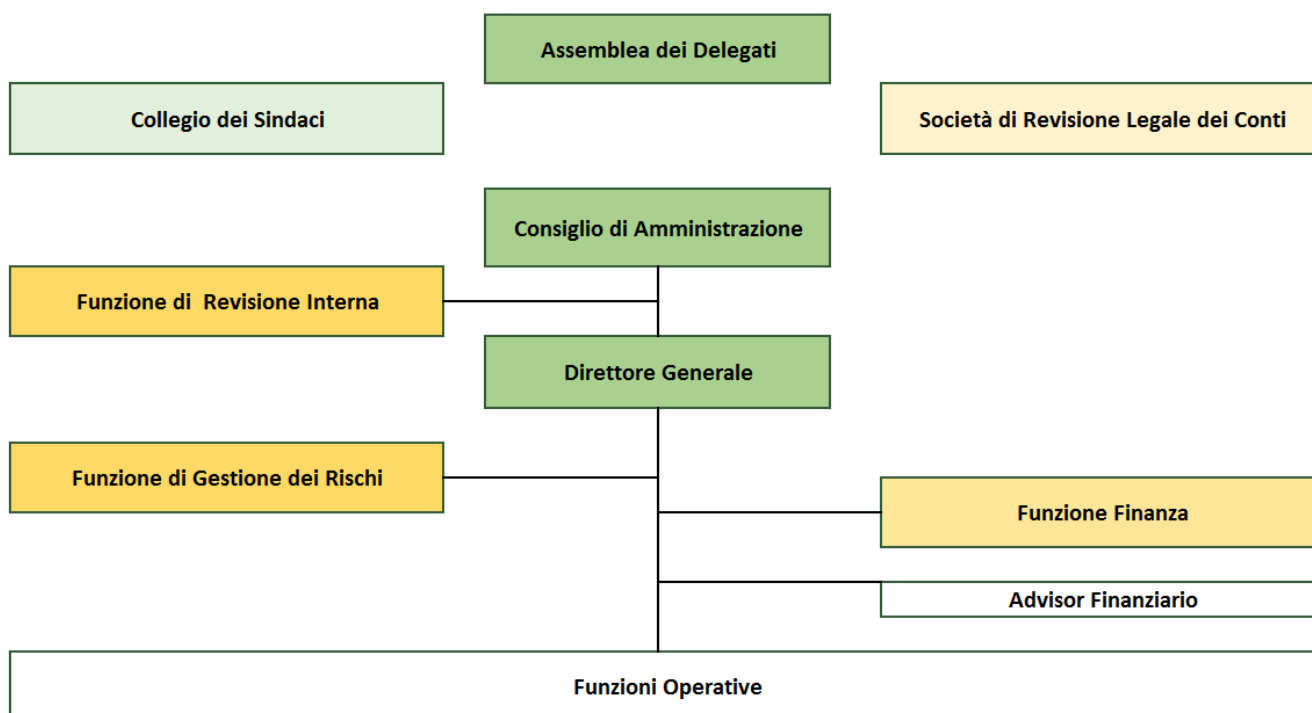 Assemblea dei Delegati
Collegio dei Sindaci
Società di Revisione Legale dei Conti
Consiglio di Amministrazione
Funzione di  Revisione Interna
Direttore Generale
Funzione di Gestione dei Rischi
Funzione Finanza
Advisor Finanziario
Funzioni Operative